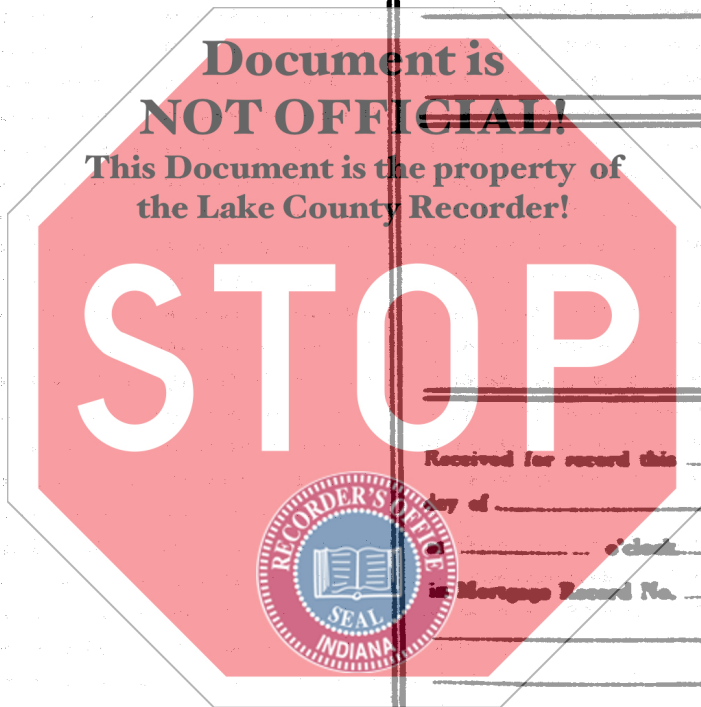 Document is
NOT OFFICIAL!
This Document is the property of
the Lake County Recorder!
STOP
Received for record this
day of
o'clock
in Mortgage Record No.
RECORDER'S OFFICE
SEAL
INDIANA